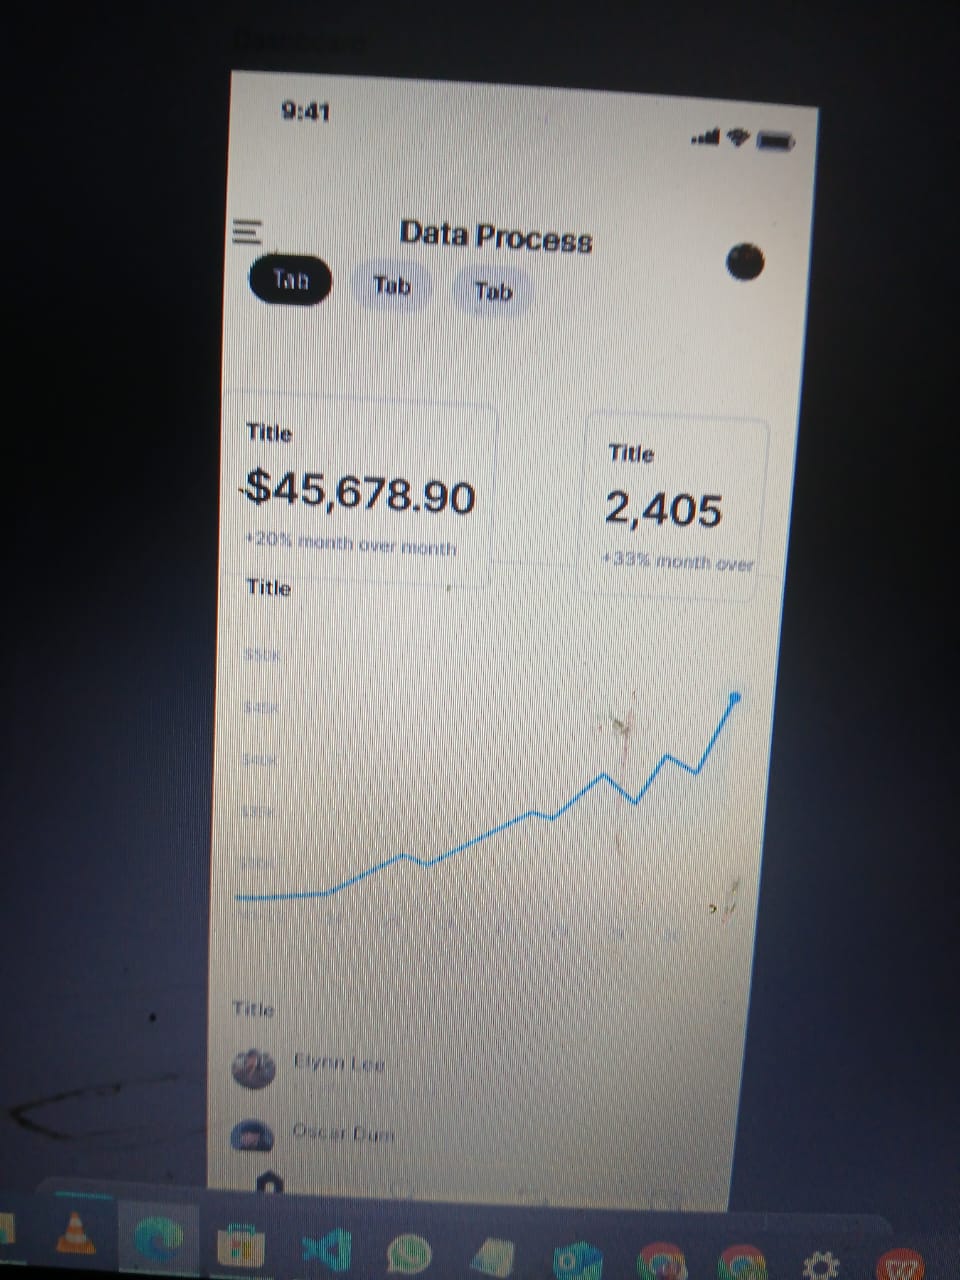 Dashboard
9:41
Data Process
Tab Tab Tab
Title
$45,678.90
+20% month over month
Title
2,405
+33% month over
Title
$50K
$45K
$40K
$35K
$30K
Title
Elynn Lee
Oscar Dum